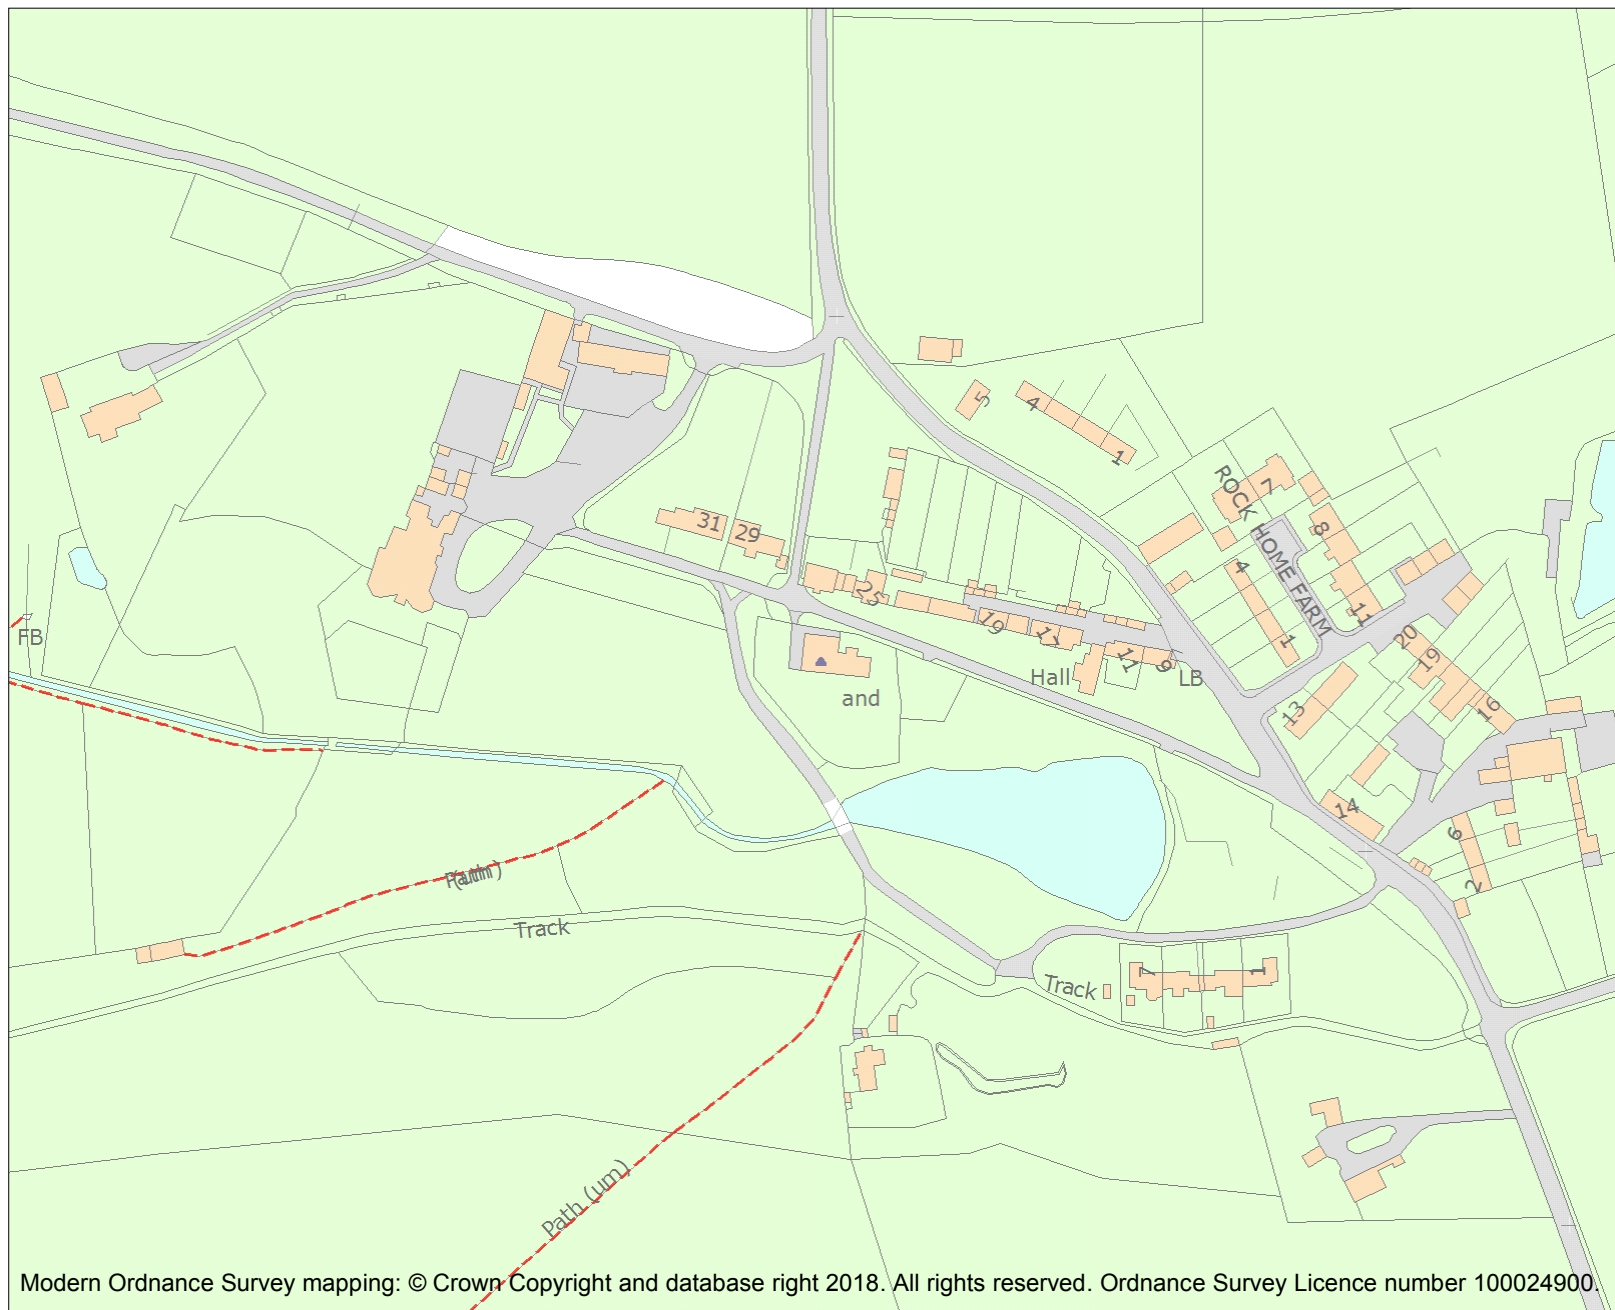 4
5
1
7
ROCK HOME FARM
8
31
29
4
25
19
17
11
20
1
FB
Hall
11
9
LB
19
and
13
16
14
6
2
Track
7
1
Track
Path (um)
Modern Ordnance Survey mapping: © Crown Copyright and database right 2018. All rights reserved. Ordnance Survey Licence number 100024900.